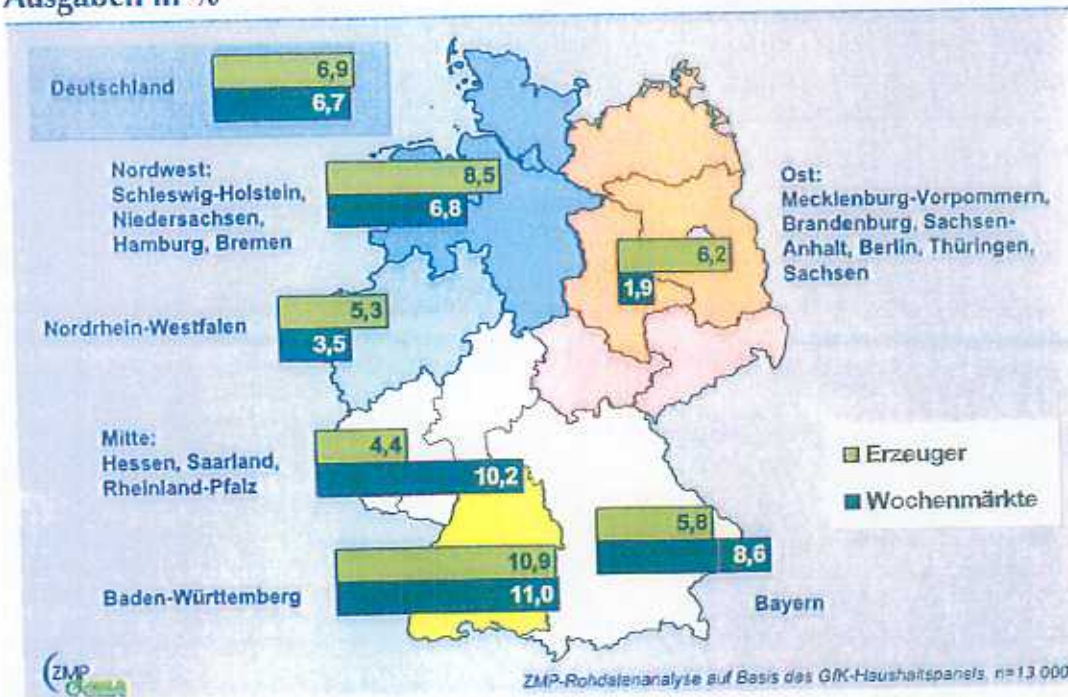 Ausgaben in %
Deutschland
6,9
6,7
Nordwest:
Schleswig-Holstein,
Niedersachsen,
Hamburg, Bremen
8,5
6,8
Ost:
Mecklenburg-Vorpommern,
Brandenburg, Sachsen-
Anhalt, Berlin, Thüringen,
Sachsen
6,2
1,9
Nordrhein-Westfalen
5,3
3,5
Mitte:
Hessen, Saarland,
Rheinland-Pfalz
4,4
10,2
Erzeuger
Wochenmärkte
Baden-Württemberg
10,9
11,0
5,8
8,6
Bayern
ZMP
ZMP-Rohdatenanalyse auf Basis des GfK-Haushaltspanels, n=13 000